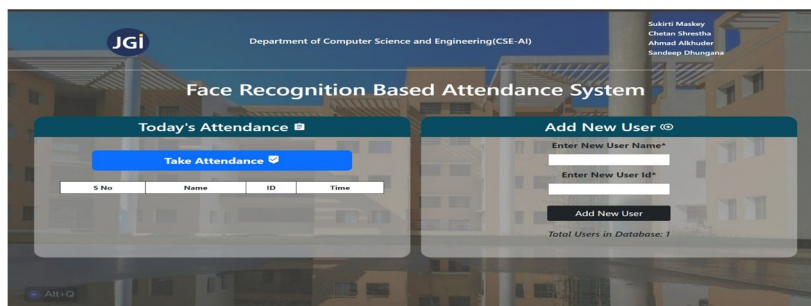 JGi
Department of Computer Science and Engineering(CSE-AI)
Sukirti Maskey
Chetan Shrestha
Ahmad Alkhuder
Sandeep Dhungana
Face Recognition Based Attendance System
Today's Attendance
Take Attendance
S No Name ID Time
Add New User
Enter New User Name*
Enter New User Id*
Add New User
Total Users in Database: 1
Alt+Q